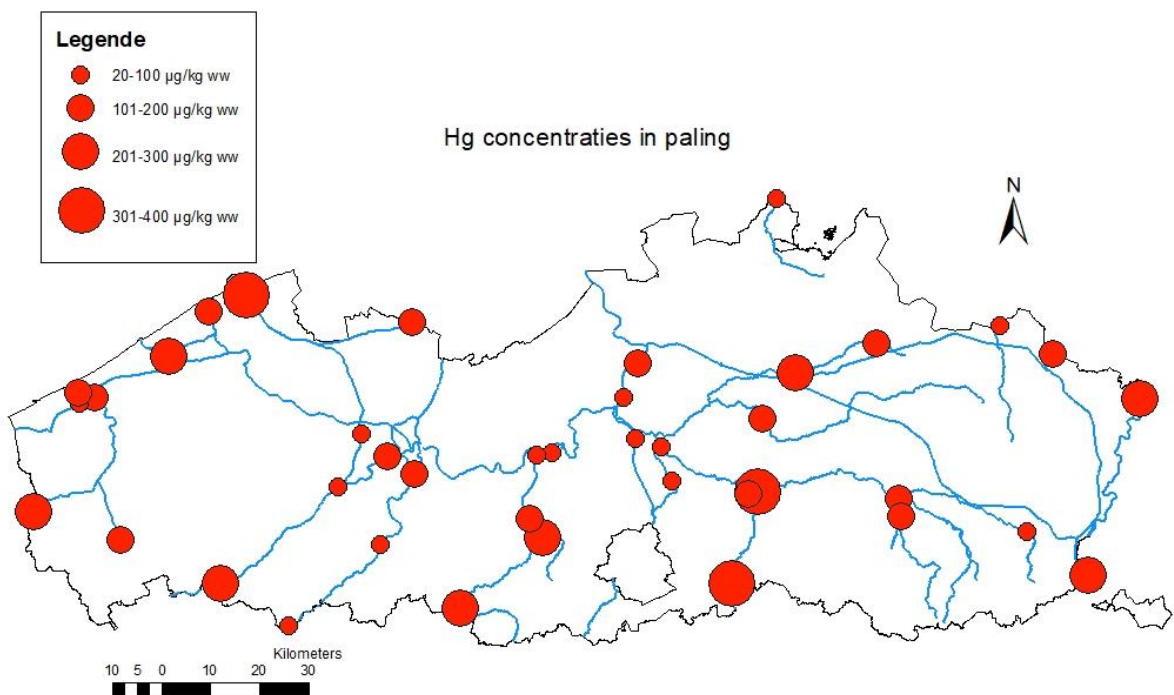 Legende
20-100 µg/kg ww
101-200 µg/kg ww
201-300 µg/kg ww
301-400 µg/kg ww
Hg concentraties in paling
N
Kilometers
10 5 0 10 20 30